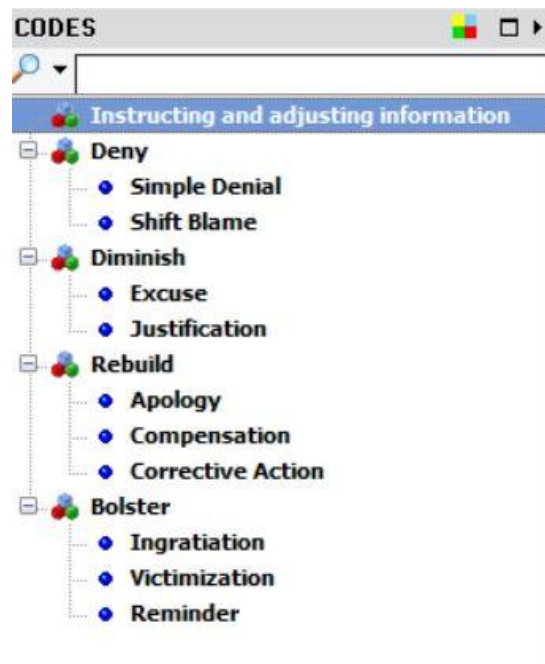 CODES
Instructing and adjusting information
Deny
Simple Denial
Shift Blame
Diminish
Excuse
Justification
Rebuild
Apology
Compensation
Corrective Action
Bolster
Ingratiation
Victimization
Reminder